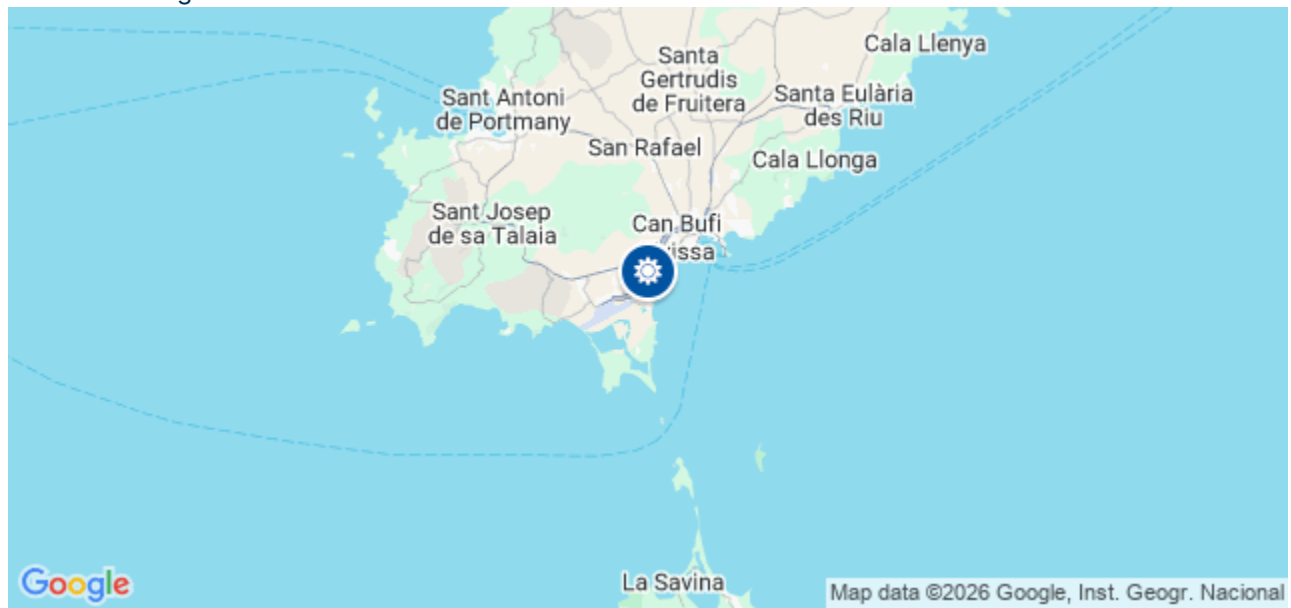 Cala Llenya
Santa
Gertrudis
de Fruitera
Sant Antoni
de Portmany
Santa Eulària
des Riu
San Rafael
Cala Llonga
Sant Josep
de sa Talaia
Can Bufi
La Savina
Google
Map data ©2026 Google, Inst. Geogr. Nacional